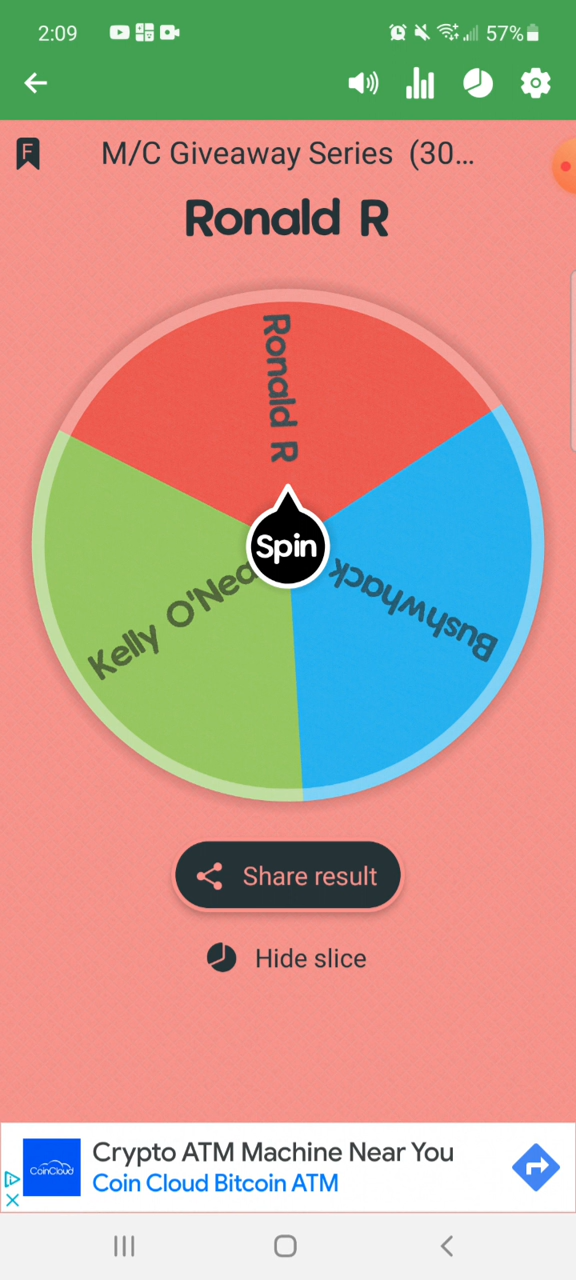 2:09
57%
F
M/C Giveaway Series (30...
Ronald R
Ronald R
Spin
Kelly O'Nea
Bushwhack
Share result
Hide slice
CoinCloud
Crypto ATM Machine Near You
Coin Cloud Bitcoin ATM